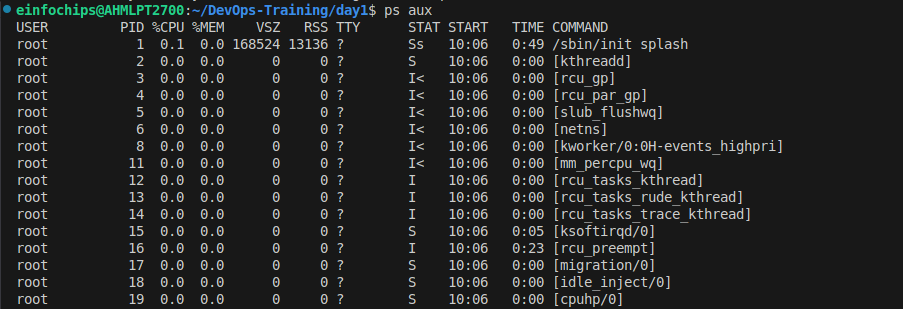 einfochips@AHMLPT2700:~/DevOps-Training/day1$ ps aux
USER         PID %CPU %MEM    VSZ   RSS TTY      STAT START   TIME COMMAND
root           1  0.1  0.0 168524 13136 ?        Ss   10:06   0:49 /sbin/init splash
root           2  0.0  0.0      0     0 ?        S    10:06   0:00 [kthreadd]
root           3  0.0  0.0      0     0 ?        I<   10:06   0:00 [rcu_gp]
root           4  0.0  0.0      0     0 ?        I<   10:06   0:00 [rcu_par_gp]
root           5  0.0  0.0      0     0 ?        I<   10:06   0:00 [slub_flushwq]
root           6  0.0  0.0      0     0 ?        I<   10:06   0:00 [netns]
root           8  0.0  0.0      0     0 ?        I<   10:06   0:00 [kworker/0:0H-events_highpri]
root          11  0.0  0.0      0     0 ?        I<   10:06   0:00 [mm_percpu_wq]
root          12  0.0  0.0      0     0 ?        I    10:06   0:00 [rcu_tasks_kthread]
root          13  0.0  0.0      0     0 ?        I    10:06   0:00 [rcu_tasks_rude_kthread]
root          14  0.0  0.0      0     0 ?        I    10:06   0:00 [rcu_tasks_trace_kthread]
root          15  0.0  0.0      0     0 ?        S    10:06   0:05 [ksoftirqd/0]
root          16  0.0  0.0      0     0 ?        I    10:06   0:23 [rcu_preempt]
root          17  0.0  0.0      0     0 ?        S    10:06   0:00 [migration/0]
root          18  0.0  0.0      0     0 ?        S    10:06   0:00 [idle_inject/0]
root          19  0.0  0.0      0     0 ?        S    10:06   0:00 [cpuhp/0]